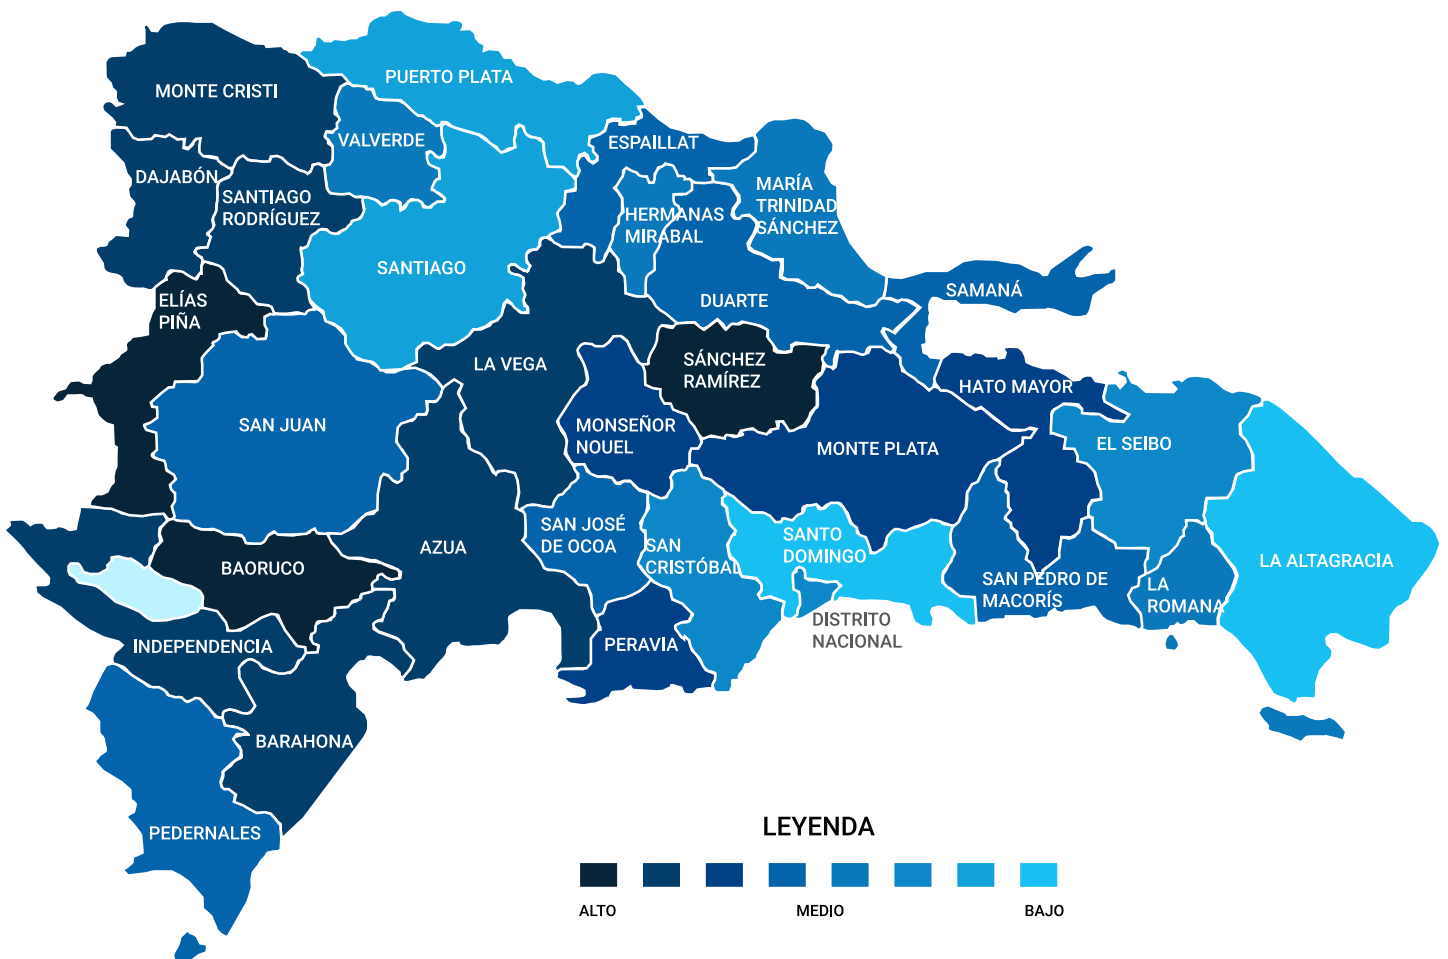 PUERTO PLATA
MONTE CRISTI
VALVERDE
ESPAILLAT
DAJABÓN
SANTIAGO
RODRÍGUEZ
MARÍA
TRINIDAD
SÁNCHEZ
HERMANAS
MIRABAL
SANTIAGO
ELÍAS
PIÑA
DUARTE
SAMANÁ
LA VEGA
SÁNCHEZ
RAMÍREZ
HATO MAYOR
SAN JUAN
MONSEÑOR
NOUEL
MONTE PLATA
EL SEIBO
AZUA
SAN JOSÉ
DE OCOA
SAN
CRISTÓBAL
SANTO
DOMINGO
BAORUCO
LA ALTAGRACIA
SAN PEDRO DE
MACORÍS
LA
ROMANA
DISTRITO
NACIONAL
INDEPENDENCIA
PERAVIA
BARAHONA
PEDERNALES
LEYENDA
ALTO
MEDIO
BAJO